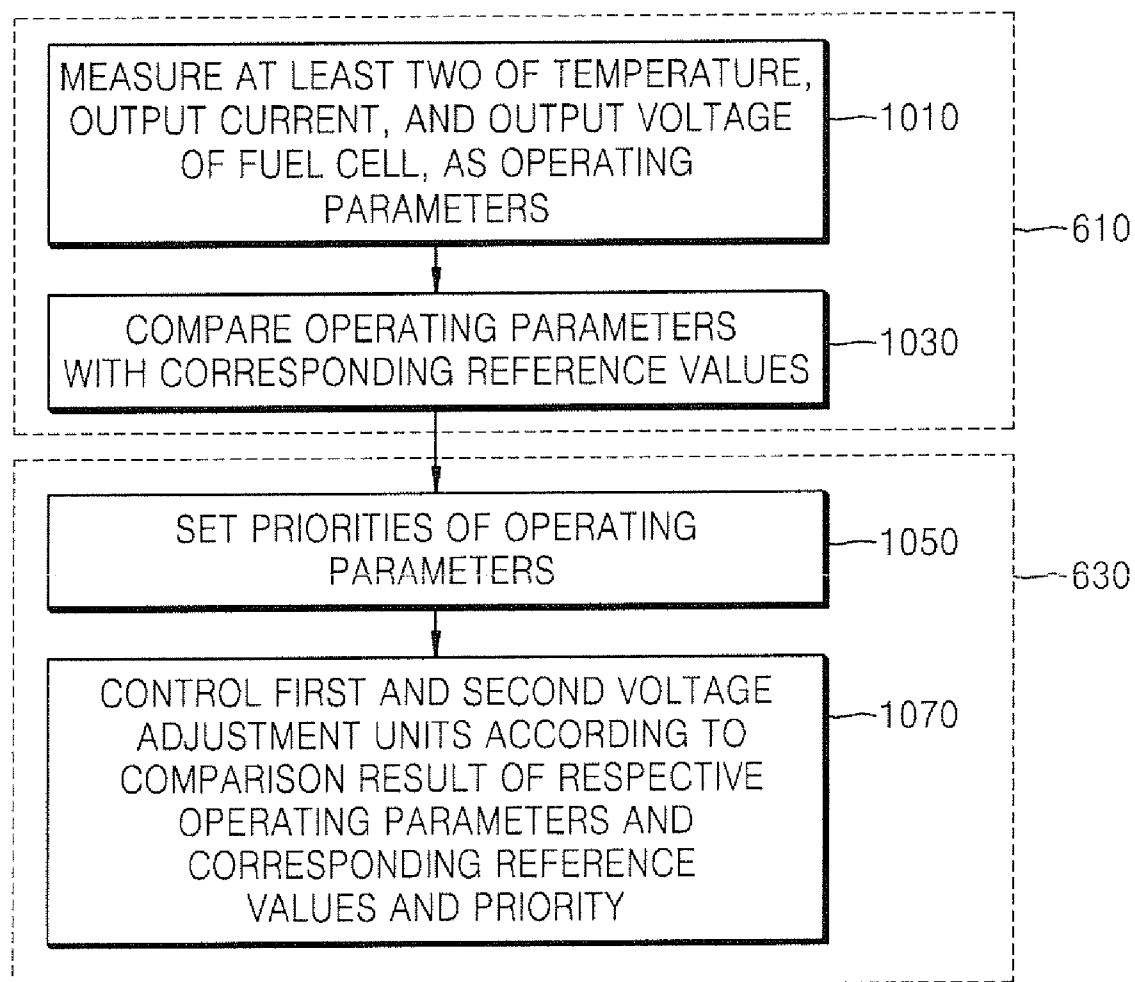 MEASURE AT LEAST TWO OF TEMPERATURE,
OUTPUT CURRENT, AND OUTPUT VOLTAGE
OF FUEL CELL, AS OPERATING
PARAMETERS
1010
610
COMPARE OPERATING PARAMETERS
WITH CORRESPONDING REFERENCE VALUES
1030
SET PRIORITIES OF OPERATING
PARAMETERS
1050
630
CONTROL FIRST AND SECOND VOLTAGE
ADJUSTMENT UNITS ACCORDING TO
COMPARISON RESULT OF RESPECTIVE
OPERATING PARAMETERS AND
CORRESPONDING REFERENCE
VALUES AND PRIORITY
1070